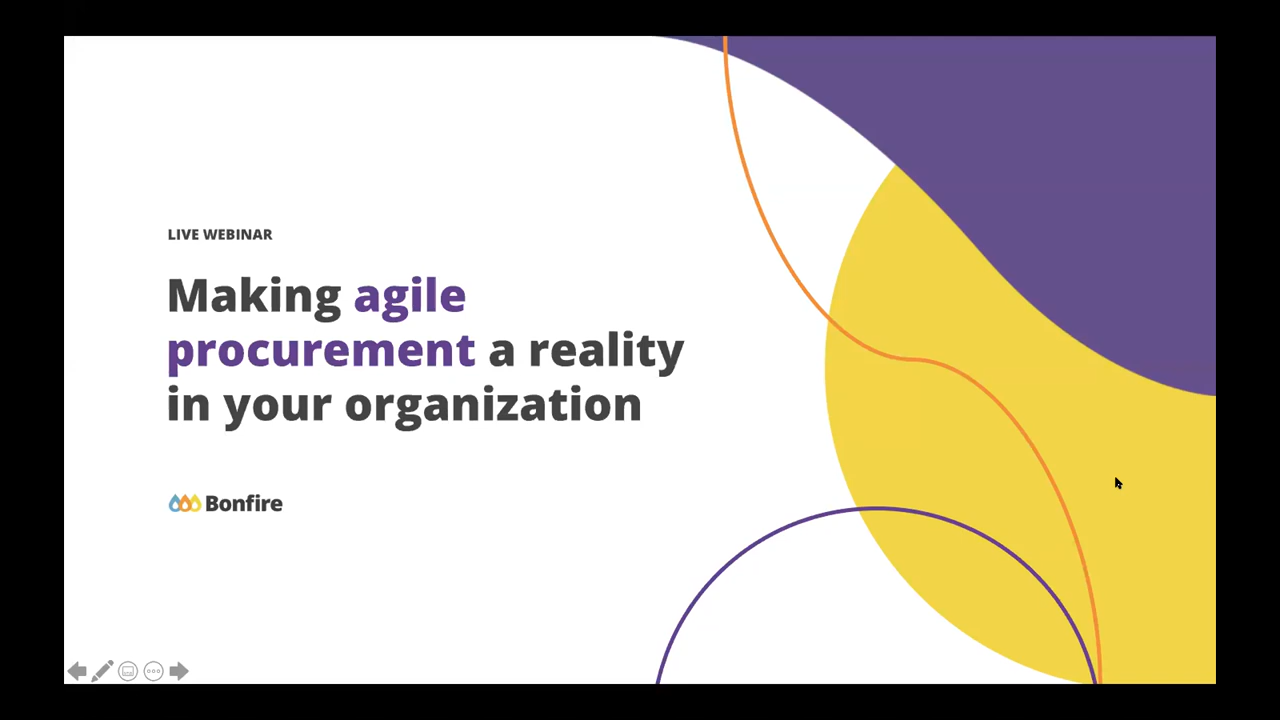 LIVE WEBINAR
Making agile
procurement a reality
in your organization
Bonfire